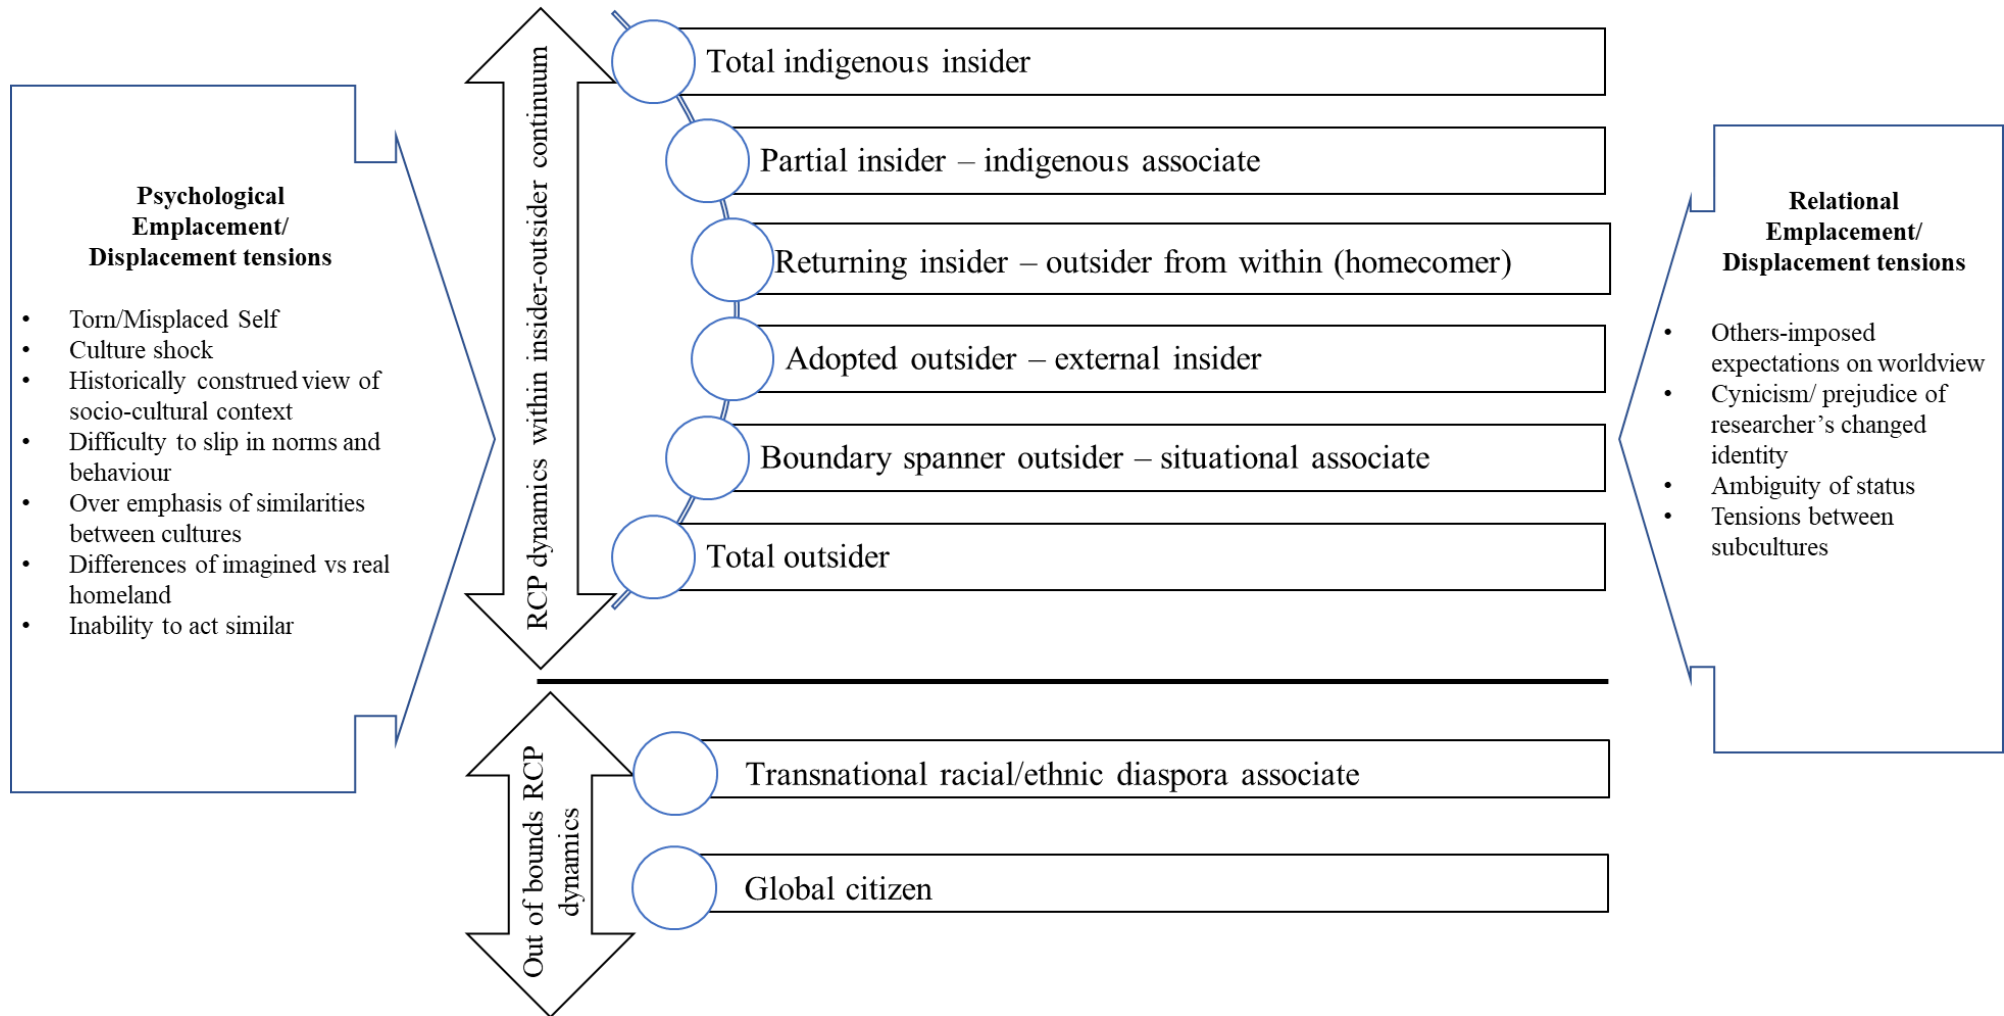 Psychological
Emplacement/
Displacement tensions
• Torn/Misplaced Self
• Culture shock
• Historically construed view of
socio-cultural context
• Difficulty to slip in norms and
behaviour
• Over emphasis of similarities
between cultures
• Differences of imagined vs real
homeland
• Inability to act similar
RCP dynamics within insider-outsider continuum
Total indigenous insider
Partial insider – indigenous associate
Returning insider – outsider from within (homecomer)
Adopted outsider – external insider
Boundary spanner outsider – situational associate
Total outsider
Out of bounds RCP
dynamics
Transnational racial/ethnic diaspora associate
Global citizen
Relational
Emplacement/
Displacement tensions
• Others-imposed
expectations on worldview
• Cynicism/ prejudice of
researcher’s changed
identity
• Ambiguity of status
• Tensions between
subcultures